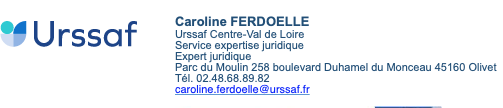 Urssaf
Caroline FERDOELLE
Urssaf Centre-Val de Loire
Service expertise juridique
Expert juridique
Parc du Moulin 258 boulevard Duhamel du Monceau 45160 Olivet
Tél. 02.48.68.89.82
caroline.ferdoelle@urssaf.fr